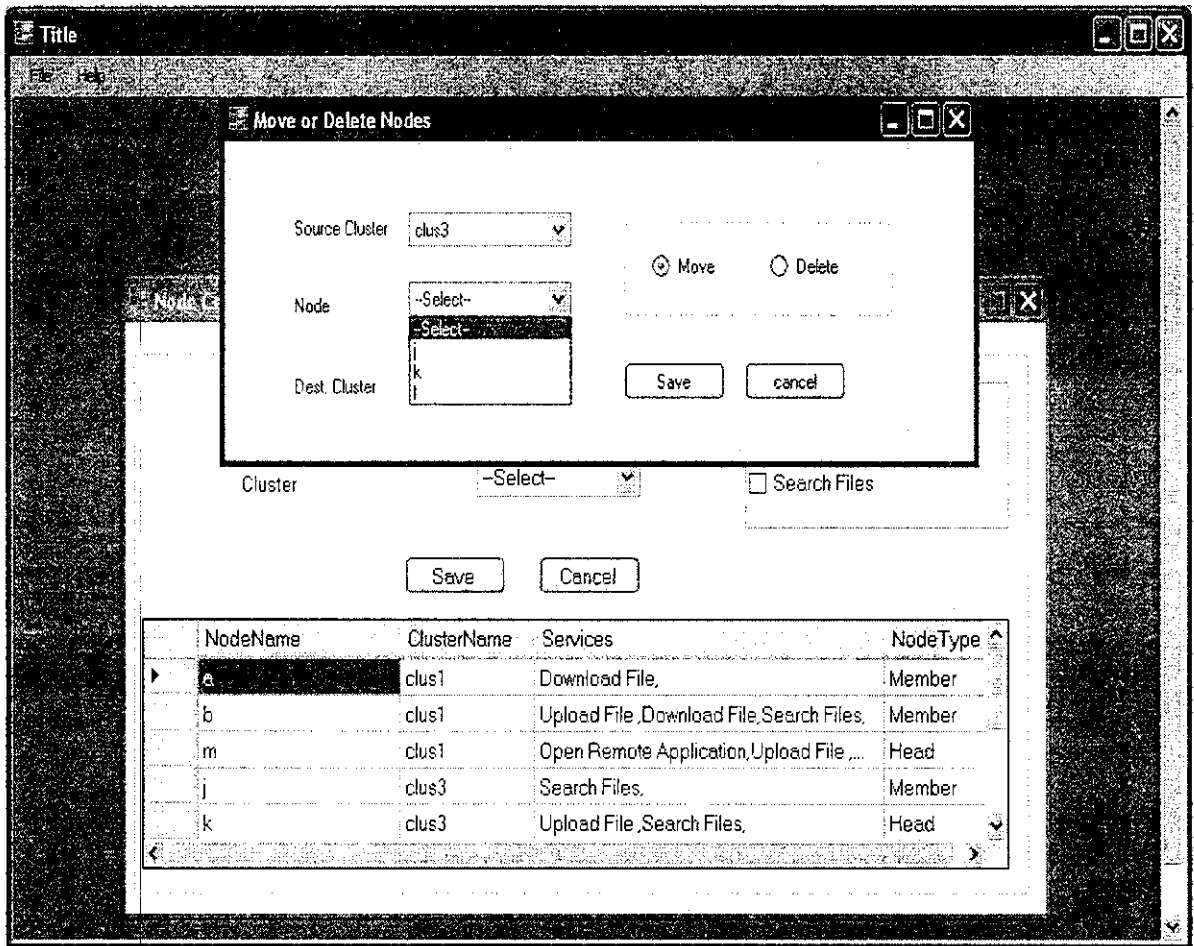 Title
File Help
Move or Delete Nodes
Source Cluster clus3
Move Delete
Node --Select--
--Select--
j
k
Dest. Cluster
Save cancel
Cluster --Select--
Search Files
Save Cancel
NodeName ClusterName Services NodeType
a clus1 Download File, Member
b clus1 Upload File ,Download File,Search Files, Member
m clus1 Open Remote Application,Upload File ,... Head
j clus3 Search Files, Member
k clus3 Upload File ,Search Files, Head